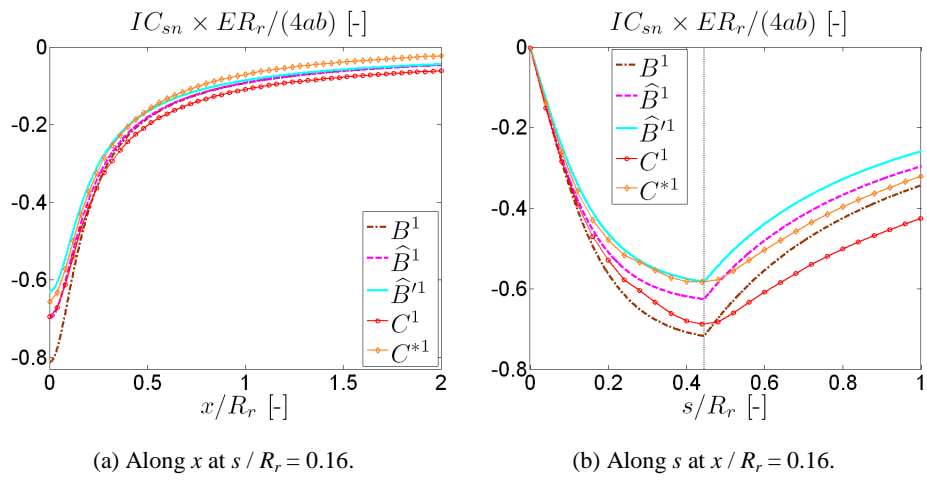 IC_{sn} × ER_r/(4ab) [-]
0
-0.2
-0.4
-0.6
-0.8
B^1
\widehat{B}^1
\widehat{B}'^1
C^1
C^{*1}
0 0.5 1 1.5 2
x/R_r [-]
(a) Along x at s / R_r = 0.16.
IC_{sn} × ER_r/(4ab) [-]
0
-0.2
-0.4
-0.6
-0.8
B^1
\widehat{B}^1
\widehat{B}'^1
C^1
C^{*1}
0 0.2 0.4 0.6 0.8 1
s/R_r [-]
(b) Along s at x / R_r = 0.16.